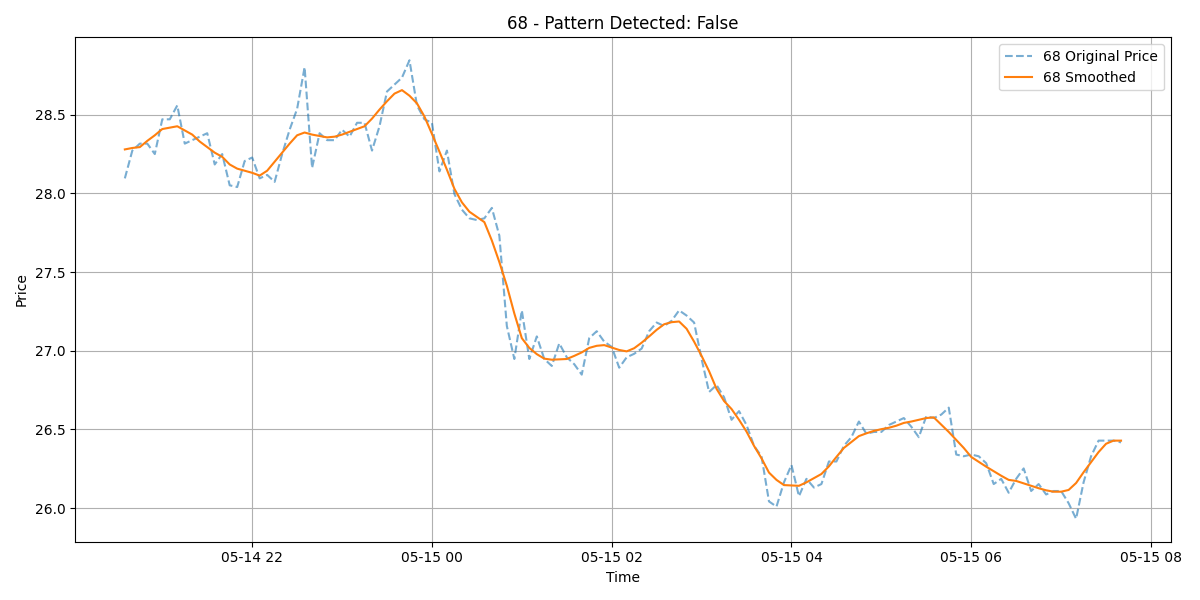 68 - Pattern Detected: False
68 Original Price
68 Smoothed
Price
28.5
28.0
27.5
27.0
26.5
26.0
05-14 22
05-15 00
05-15 02
05-15 04
05-15 06
05-15 08
Time